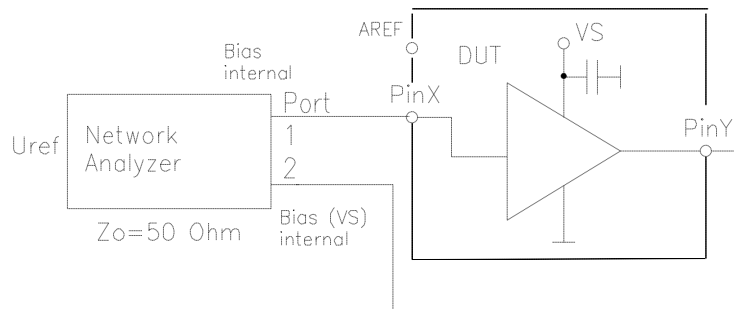 AREF
VS
Bias
internal
DUT
Port
PinX
Uref
Network
Analyzer
1
2
PinY
Zo=50 Ohm
Bias (VS)
internal